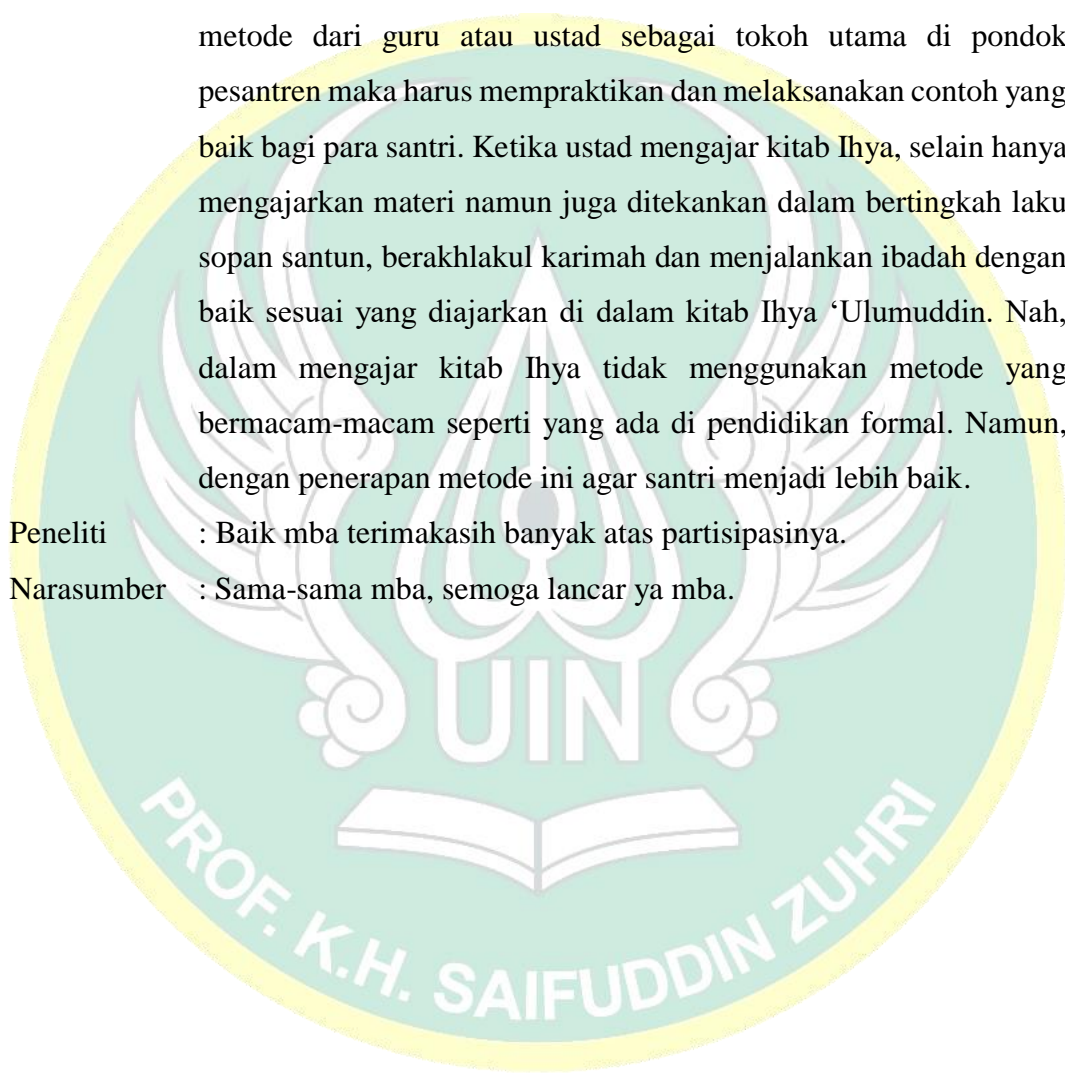 metode dari guru atau ustad sebagai tokoh utama di pondok
pesantren maka harus mempraktikan dan melaksanakan contoh yang
baik bagi para santri. Ketika ustad mengajar kitab Ihya, selain hanya
mengajarkan materi namun juga ditekankan dalam bertingkah laku
sopan santun, berakhlakul karimah dan menjalankan ibadah dengan
baik sesuai yang diajarkan di dalam kitab Ihya ‘Ulumuddin. Nah,
dalam mengajar kitab Ihya tidak menggunakan metode yang
bermacam-macam seperti yang ada di pendidikan formal. Namun,
dengan penerapan metode ini agar santri menjadi lebih baik.
Peneliti : Baik mba terimakasih banyak atas partisipasinya.
Narasumber : Sama-sama mba, semoga lancar ya mba.
UIN
PROF. K.H. SAIFUDDIN ZUHRI